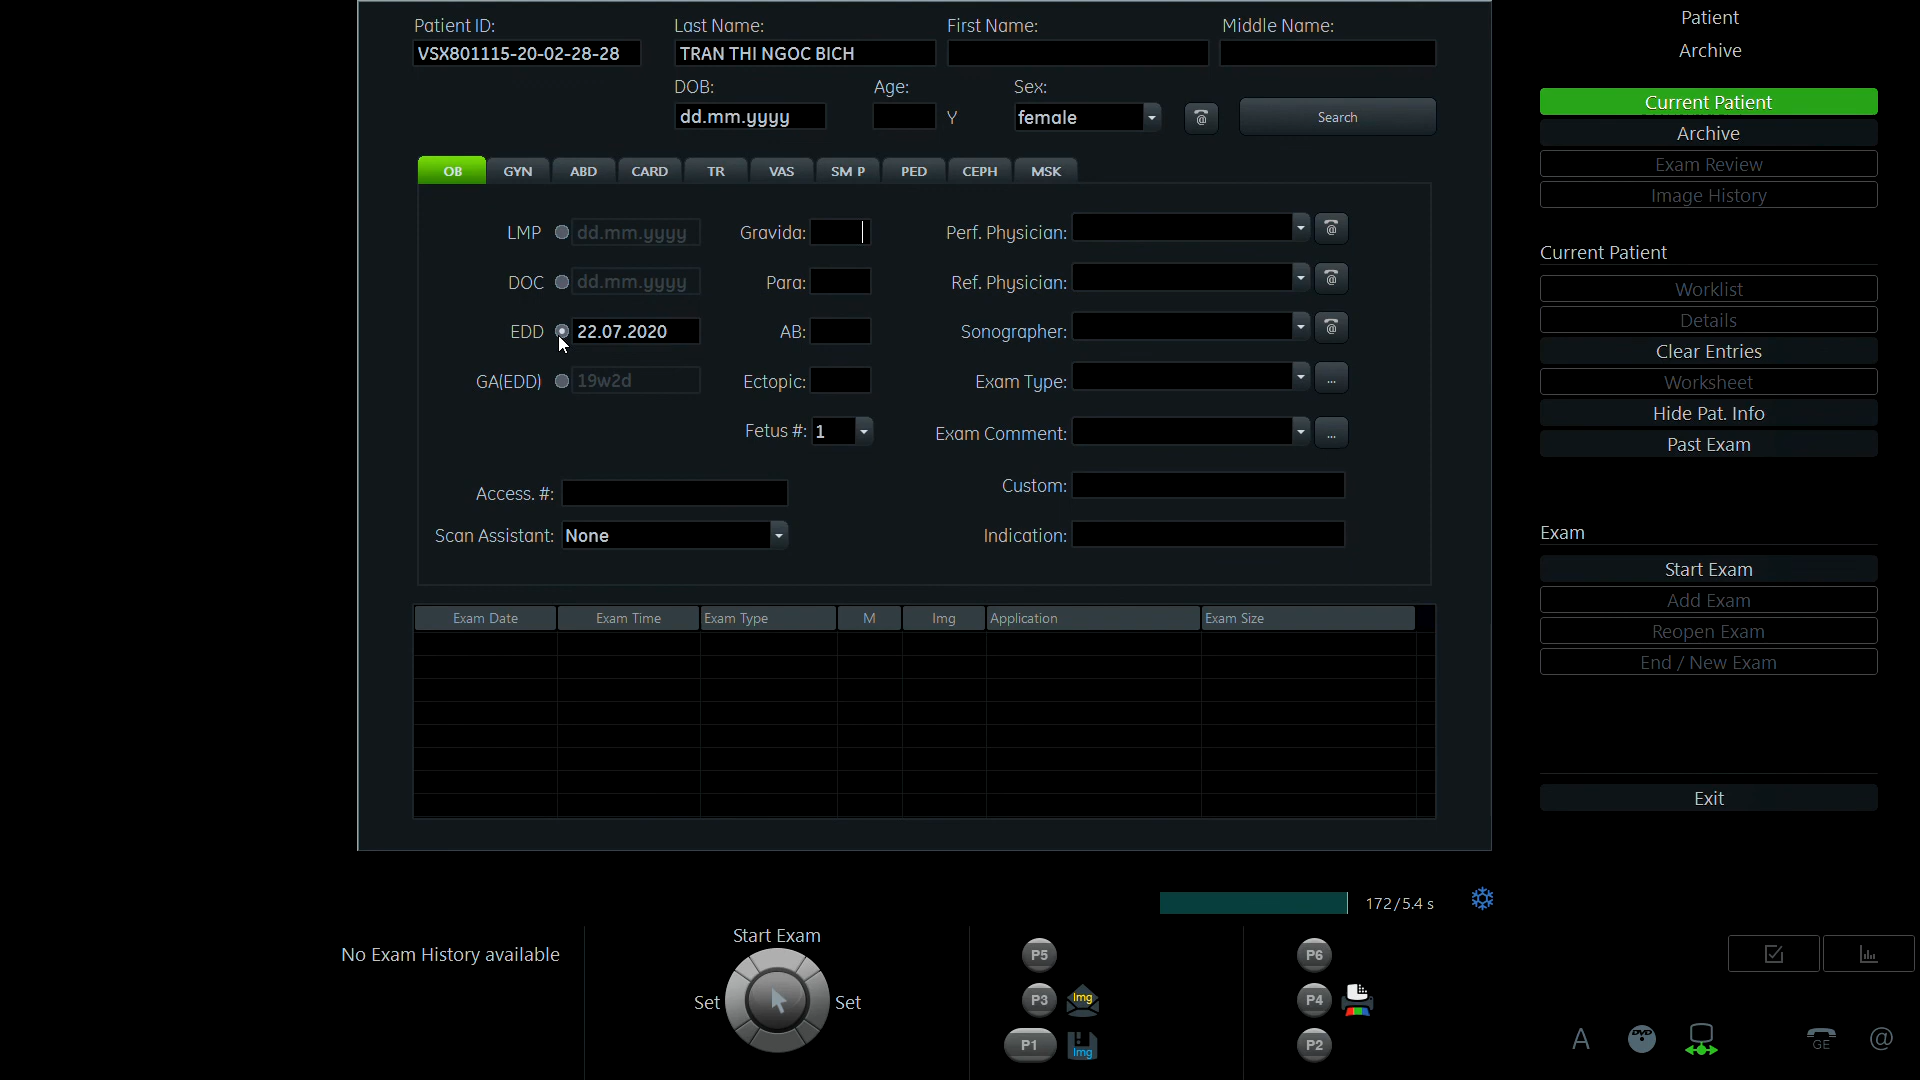 Patient ID: Last Name: First Name: Middle Name:
VSX801115-20-02-28-28 TRAN THI NGOC BICH
DOB: Age: Sex:
dd.mm.yyyy Y female @ Search
OB GYN ABD CARD TR VAS SM P PED CEPH MSK
LMP dd.mm.yyyy Gravida: Perf. Physician: @
DOC dd.mm.yyyy Para: Ref. Physician: @
EDD 22.07.2020 AB: Sonographer: @
GA(EDD) 19w2d Ectopic: Exam Type: ...
Fetus #: 1 Exam Comment: ...
Access. #: Custom:
Scan Assistant: None Indication:
Exam Date Exam Time Exam Type M Img Application Exam Size
172/5.4 s
No Exam History available
Start Exam
Set Set
P5
P3 Img
P1 Img
P6
P4
P2
Patient
Archive
Current Patient
Archive
Exam Review
Image History
Current Patient
Worklist
Details
Clear Entries
Worksheet
Hide Pat. Info
Past Exam
Exam
Start Exam
Add Exam
Reopen Exam
End / New Exam
Exit
A DVD GE @